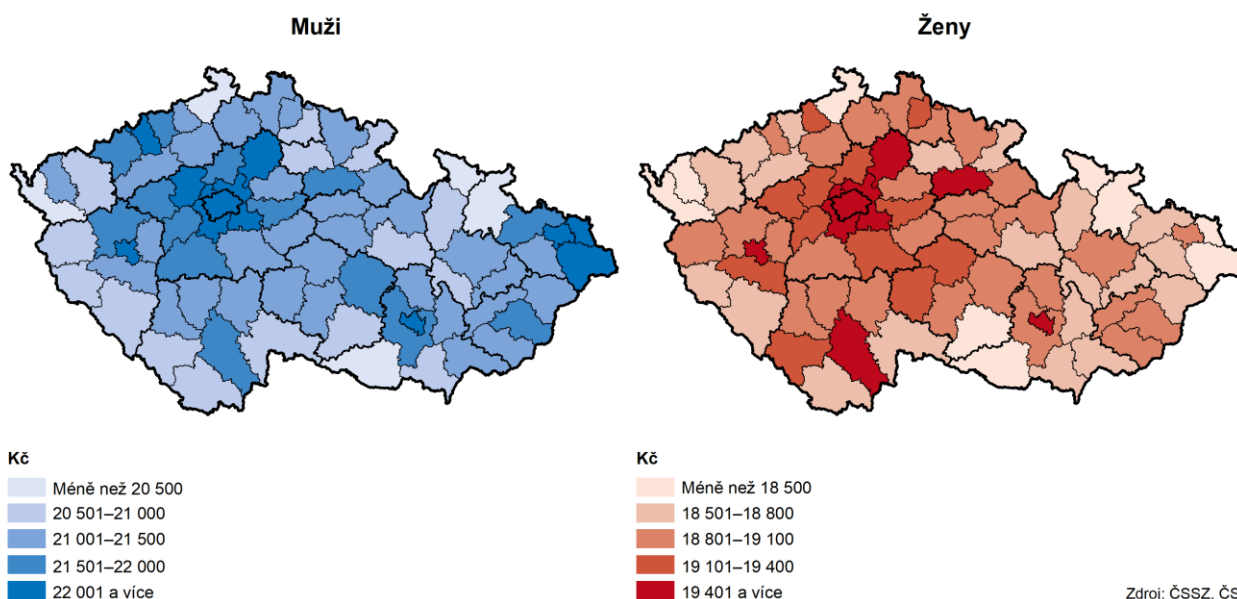 Muži
Ženy
Kč
Méně než 20 500
20 501–21 000
21 001–21 500
21 501–22 000
22 001 a více
Kč
Méně než 18 500
18 501–18 800
18 801–19 100
19 101–19 400
19 401 a více
Zdroj: ČSSZ, ČS